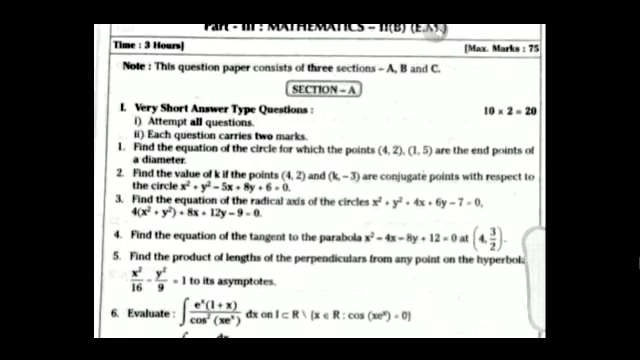 Part - III : MATHEMATICS - II(B) (E.M.)
Time : 3 Hours] [Max. Marks : 75
Note : This question paper consists of three sections - A, B and C.
SECTION - A
I. Very Short Answer Type Questions : 10 × 2 = 20
i) Attempt all questions.
ii) Each question carries two marks.
1. Find the equation of the circle for which the points (4, 2), (1, 5) are the end points of
a diameter.
2. Find the value of k if the points (4, 2) and (k, -3) are conjugate points with respect to
the circle x² + y² - 5x + 8y + 6 = 0.
3. Find the equation of the radical axis of the circles x² + y² + 4x + 6y - 7 = 0,
4(x² + y²) + 8x + 12y - 9 = 0.
4. Find the equation of the tangent to the parabola x² - 4x - 8y + 12 = 0 at (4, 3/2).
5. Find the product of lengths of the perpendiculars from any point on the hyperbola
x²/16 - y²/9 = 1 to its asymptotes.
6. Evaluate : ∫ eˣ(1 + x)/cos²(xeˣ) dx on I ⊂ R \ {x ∈ R : cos (xeˣ) = 0}